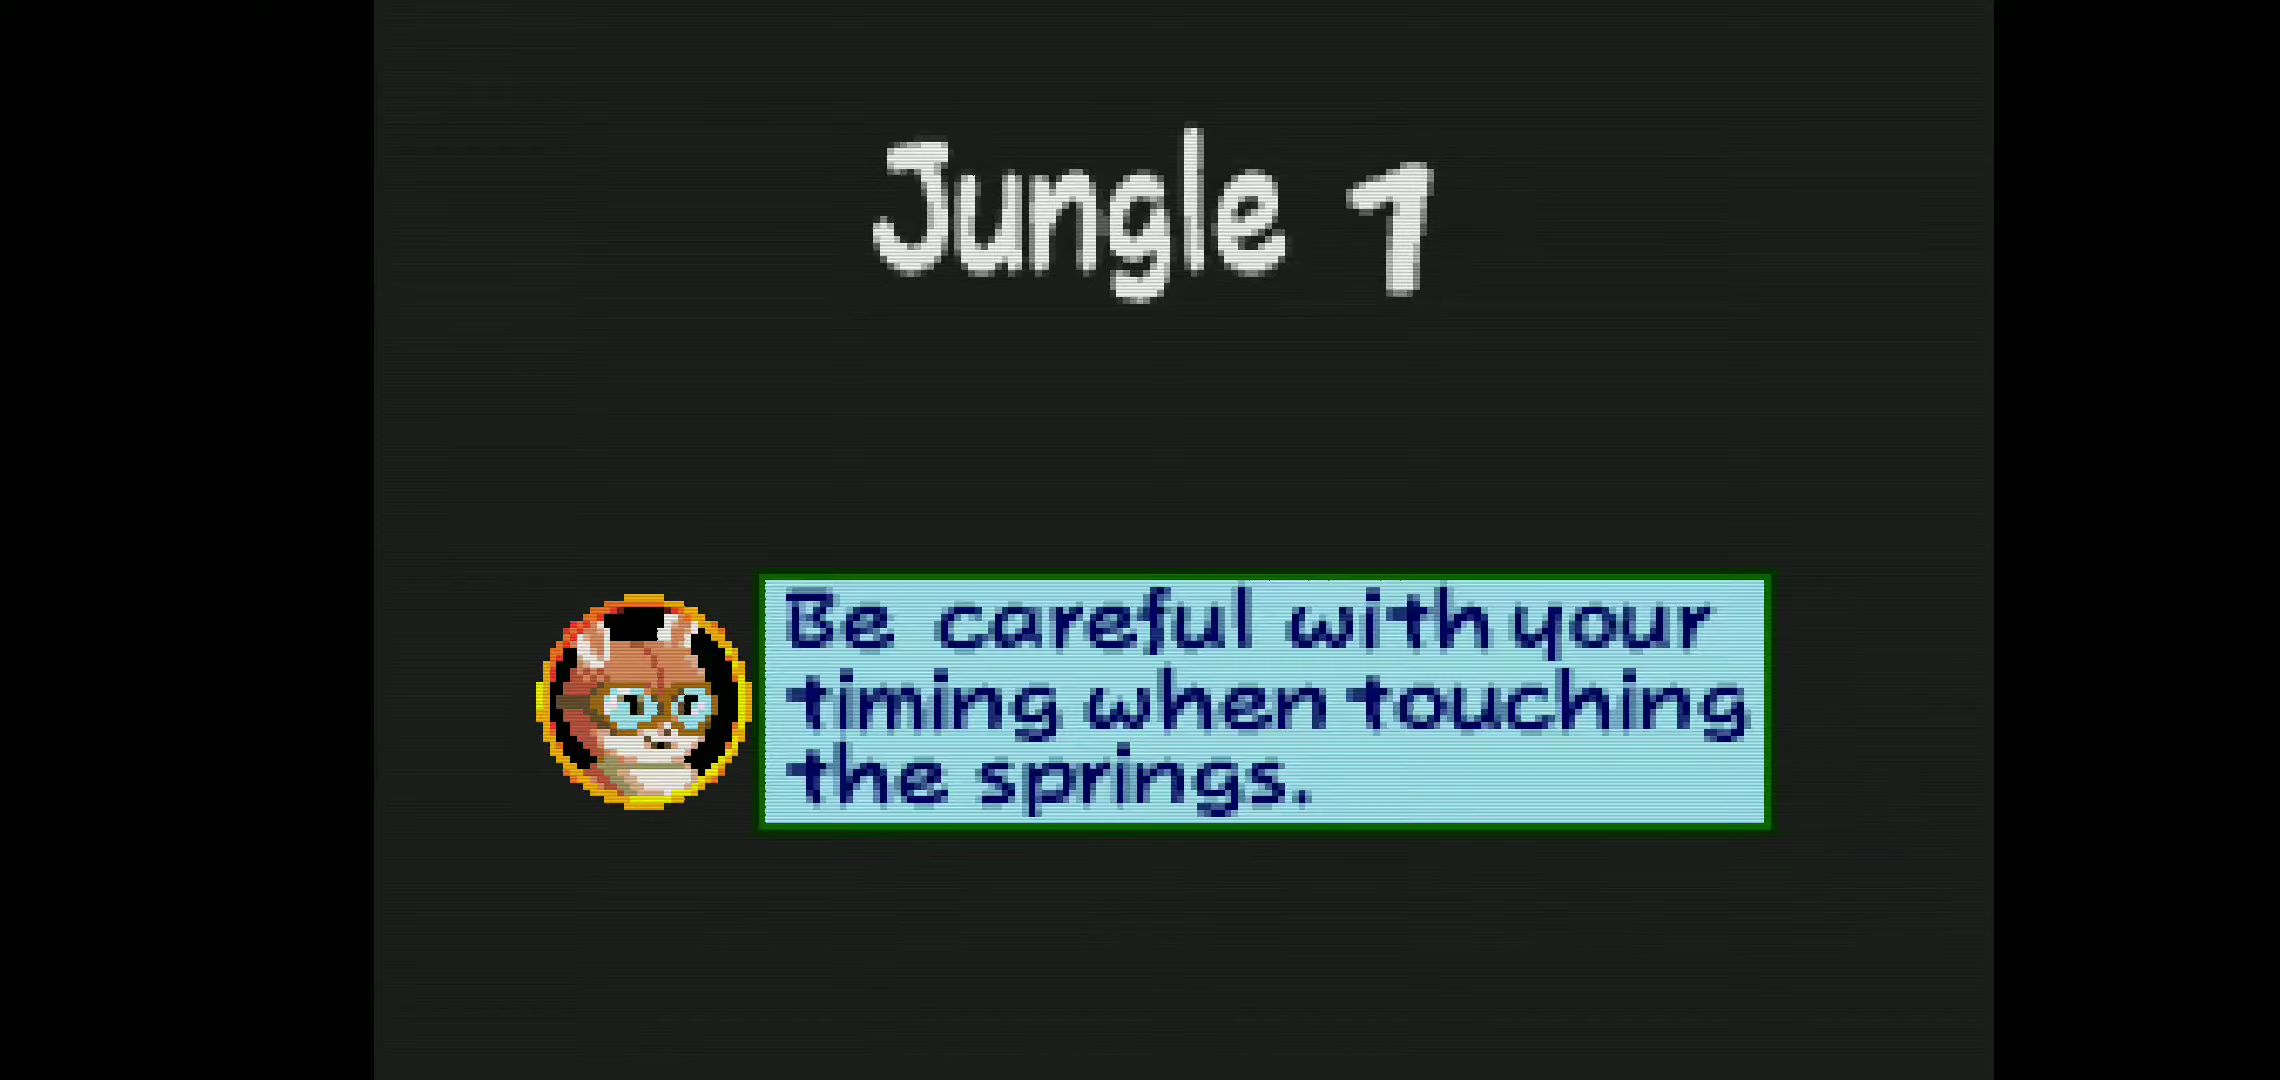 Jungle 1
Be careful with your
timing when touching
the springs.